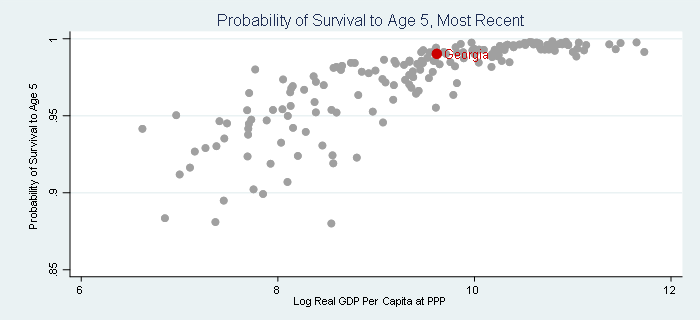 Probability of Survival to Age 5, Most Recent
Probability of Survival to Age 5
1
.95
.9
.85
Georgia
6
8
10
12
Log Real GDP Per Capita at PPP